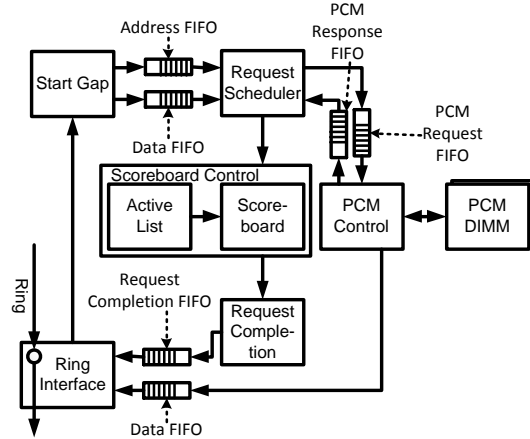 Address FIFO
PCM
Response
FIFO
Start Gap
Request
Scheduler
PCM
Request
FIFO
Data FIFO
Scoreboard Control
Active
List
Score-
board
PCM
Control
PCM
DIMM
Ring
Request
Completion FIFO
Request
Comple-
tion
Ring
Interface
Data FIFO